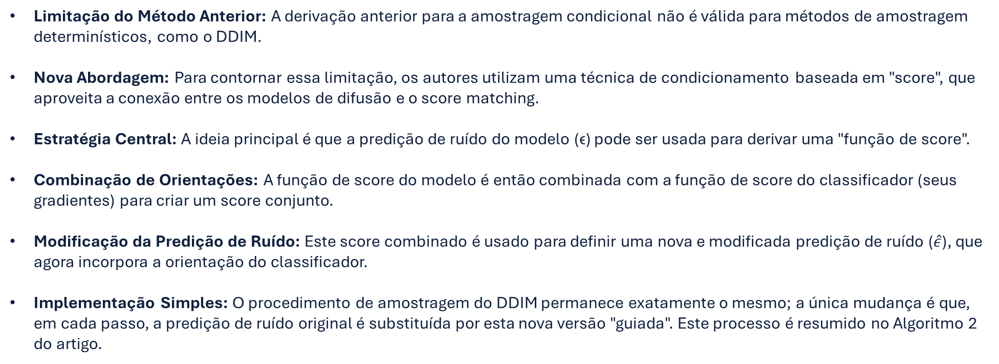 • Limitação do Método Anterior: A derivação anterior para a amostragem condicional não é válida para métodos de amostragem
determinísticos, como o DDIM.
• Nova Abordagem: Para contornar essa limitação, os autores utilizam uma técnica de condicionamento baseada em "score", que
aproveita a conexão entre os modelos de difusão e o score matching.
• Estratégia Central: A ideia principal é que a predição de ruído do modelo (ϵ) pode ser usada para derivar uma "função de score".
• Combinação de Orientações: A função de score do modelo é então combinada com a função de score do classificador (seus
gradientes) para criar um score conjunto.
• Modificação da Predição de Ruído: Este score combinado é usado para definir uma nova e modificada predição de ruído (ϵ̂), que
agora incorpora a orientação do classificador.
• Implementação Simples: O procedimento de amostragem do DDIM permanece exatamente o mesmo; a única mudança é que,
em cada passo, a predição de ruído original é substituída por esta nova versão "guiada". Este processo é resumido no Algoritmo 2
do artigo.